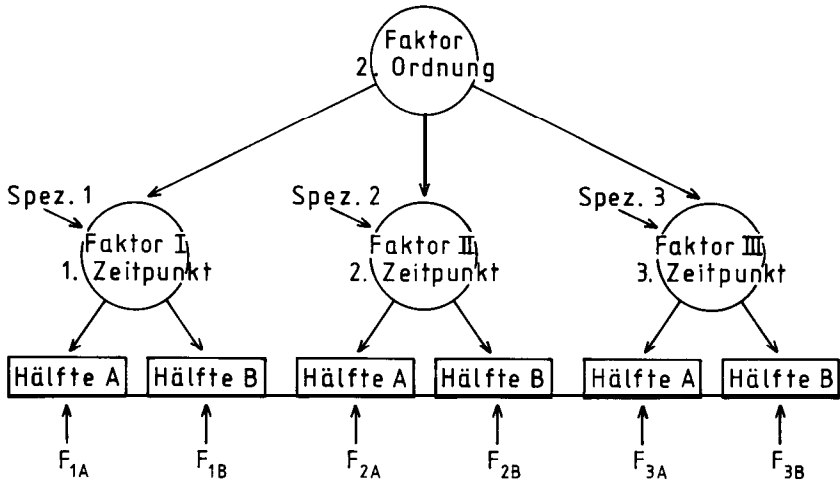 Faktor
2. Ordnung
Spez. 1
Spez. 2
Spez. 3
Faktor I
1. Zeitpunkt
Faktor II
2. Zeitpunkt
Faktor III
3. Zeitpunkt
Hälfte A
Hälfte B
Hälfte A
Hälfte B
Hälfte A
Hälfte B
F1A
F1B
F2A
F2B
F3A
F3B